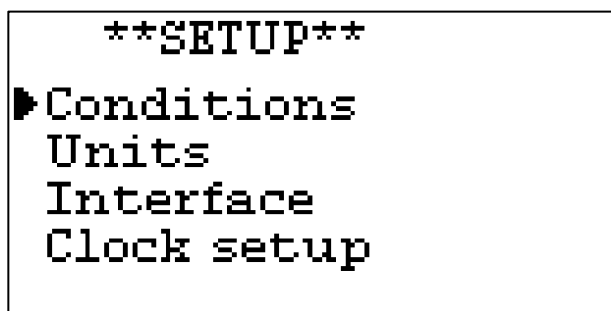 **SETUP**
Conditions
Units
Interface
Clock setup